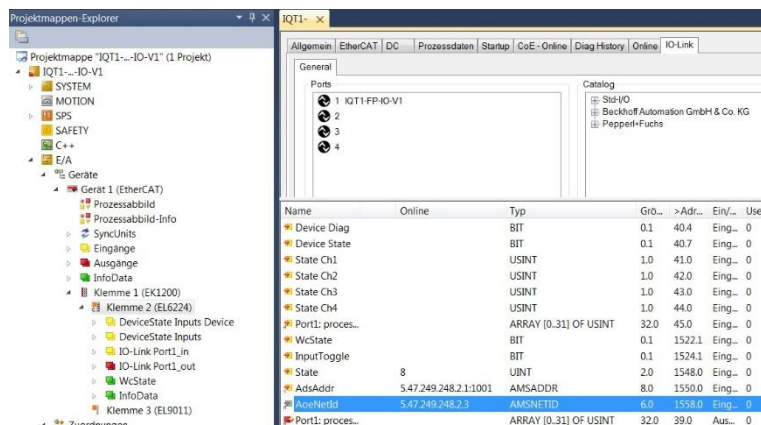 Projektmappen-Explorer
Projektmappe "IQT1-...-IO-V1" (1 Projekt)
IQT1-...-IO-V1
SYSTEM
MOTION
SPS
SAFETY
C++
E/A
Geräte
Gerät 1 (EtherCAT)
Prozessabbild
Prozessabbild-Info
SyncUnits
Eingänge
Ausgänge
InfoData
Klemme 1 (EK1200)
Klemme 2 (EL6224)
DeviceState Inputs Device
DeviceState Inputs
IO-Link Port1_in
IO-Link Port1_out
WcState
InfoData
Klemme 3 (EL9011)
Zuordnungen
IQT1-
Allgemein EtherCAT DC Prozessdaten Startup CoE - Online Diag History Online IO-Link
General
Ports Catalog
1 IQT1-FP-IO-V1
2
3
4
Std-I/O
Beckhoff Automation GmbH & Co. KG
Pepperl+Fuchs
Name Online Typ Grö... >Adr... Ein/... Use
Device Diag BIT 0.1 40.4 Eing... 0
Device State BIT 0.1 40.7 Eing... 0
State Ch1 USINT 1.0 41.0 Eing... 0
State Ch2 USINT 1.0 42.0 Eing... 0
State Ch3 USINT 1.0 43.0 Eing... 0
State Ch4 USINT 1.0 44.0 Eing... 0
Port1: proces... ARRAY [0..31] OF USINT 32.0 45.0 Eing... 0
WcState BIT 0.1 1522.1 Eing... 0
InputToggle BIT 0.1 1524.1 Eing... 0
State 8 UINT 2.0 1548.0 Eing... 0
AdsAddr 5.47.249.248.2.1:1001 AMSADDR 8.0 1550.0 Eing... 0
AoeNetId 5.47.249.248.2.3 AMSNETID 6.0 1558.0 Eing... 0
Port1: proces... ARRAY [0..31] OF USINT 32.0 39.0 Aus... 0